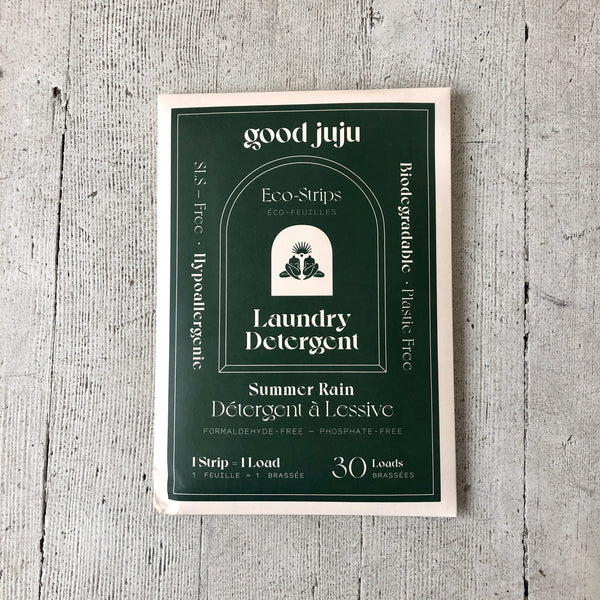 good juju
Eco-Strips
ÉCO-FEUILLES
SLS – Free · Hypoallergenic
Biodegradable · Plastic Free
Laundry
Detergent
Summer Rain
Détergent à Lessive
FORMALDEHYDE-FREE — PHOSPHATE-FREE
1 Strip = 1 Load
1 FEUILLE = 1 BRASSÉE
30 Loads
BRASSÉES